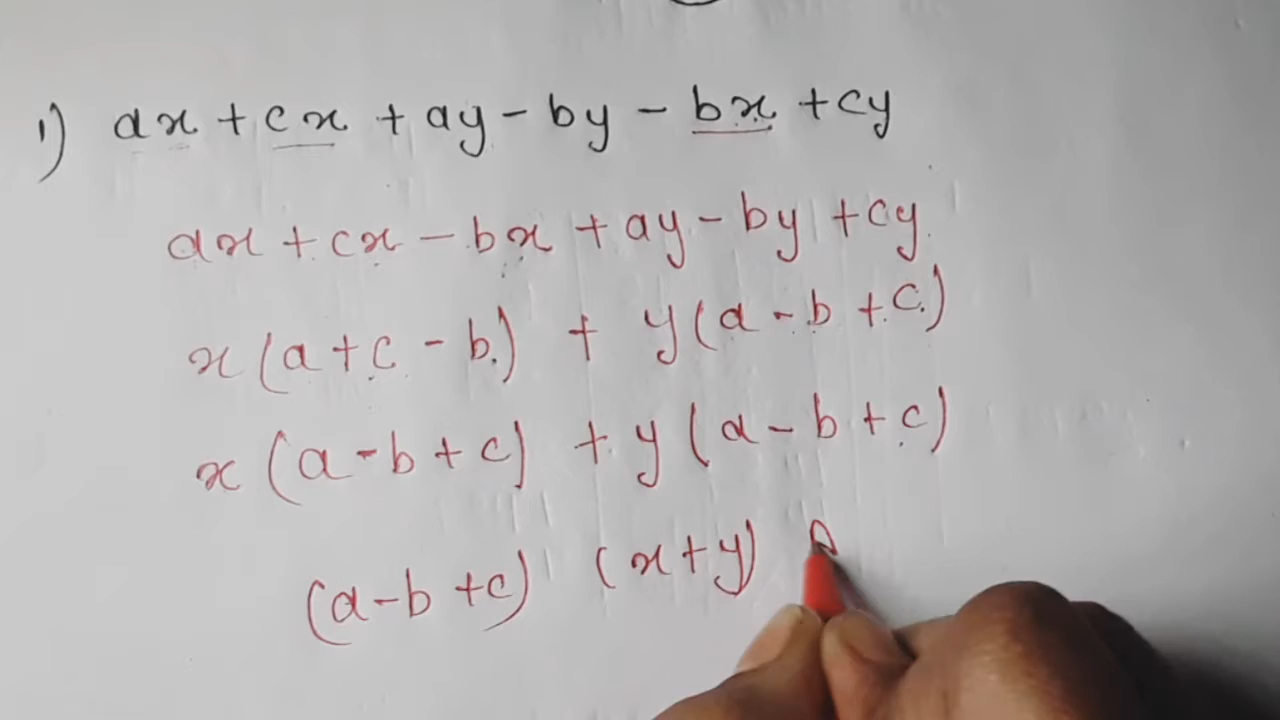 1) ax + cx + ay - by - bx + cy
ax + cx - bx + ay - by + cy
x(a + c - b) + y(a - b + c)
x(a - b + c) + y(a - b + c)
(a - b + c) (x + y) A